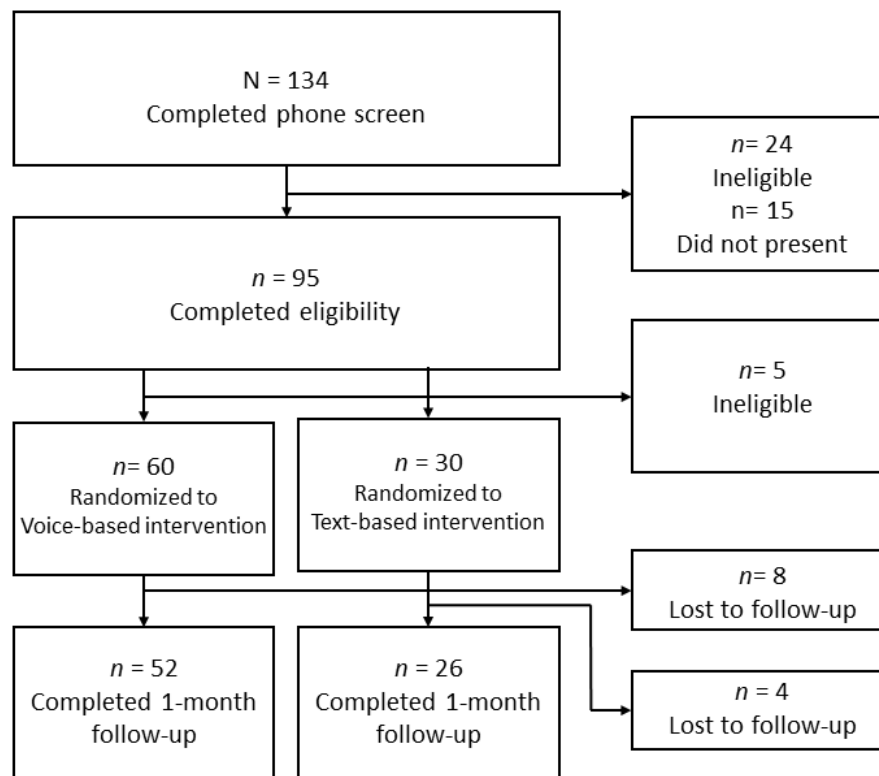 N = 134
Completed phone screen
n= 24
Ineligible
n= 15
Did not present
n = 95
Completed eligibility
n= 5
Ineligible
n= 60
Randomized to
Voice-based intervention
n = 30
Randomized to
Text-based intervention
n= 8
Lost to follow-up
n = 52
Completed 1-month
follow-up
n = 26
Completed 1-month
follow-up
n = 4
Lost to follow-up